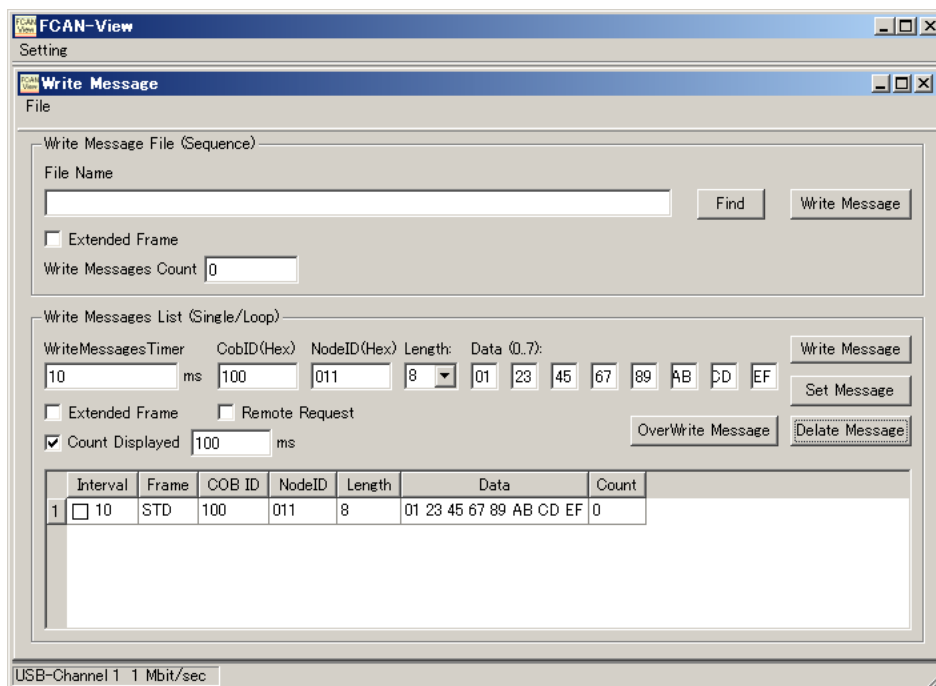 FCAN View FCAN-View
Setting
FCAN View Write Message
File
Write Message File (Sequence)
File Name
Find Write Message
Extended Frame
Write Messages Count 0
Write Messages List (Single/Loop)
WriteMessagesTimer CobID(Hex) NodeID(Hex) Length: Data (0..7): Write Message
10 ms 100 011 8 01 23 45 67 89 AB CD EF
Set Message
Extended Frame Remote Request
Count Displayed 100 ms OverWrite Message Delate Message
Interval Frame COB ID NodeID Length Data Count
1 10 STD 100 011 8 01 23 45 67 89 AB CD EF 0
USB-Channel 1 1 Mbit/sec